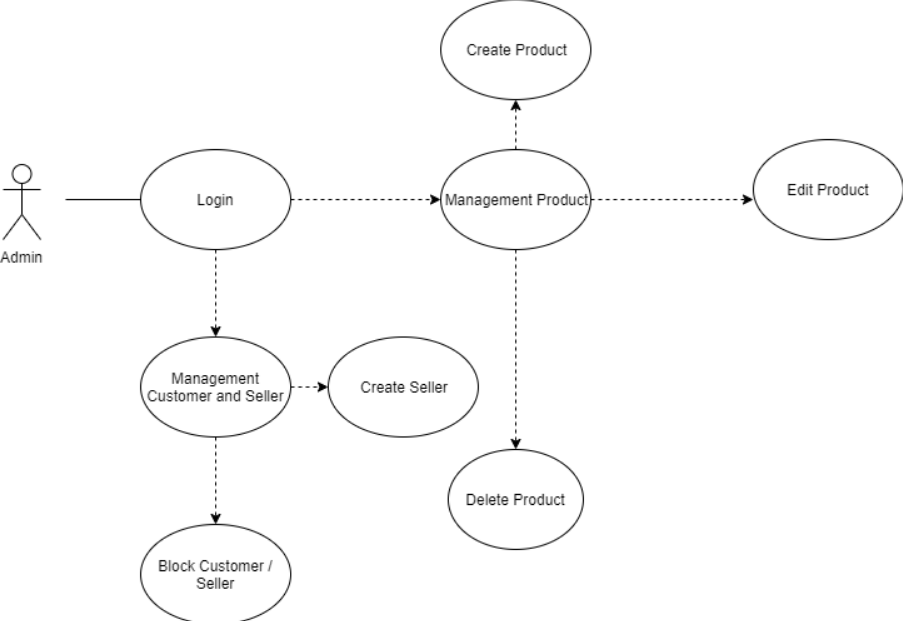 Create Product
Login
Management Product
Edit Product
Admin
Management
Customer and Seller
Create Seller
Delete Product
Block Customer /
Seller